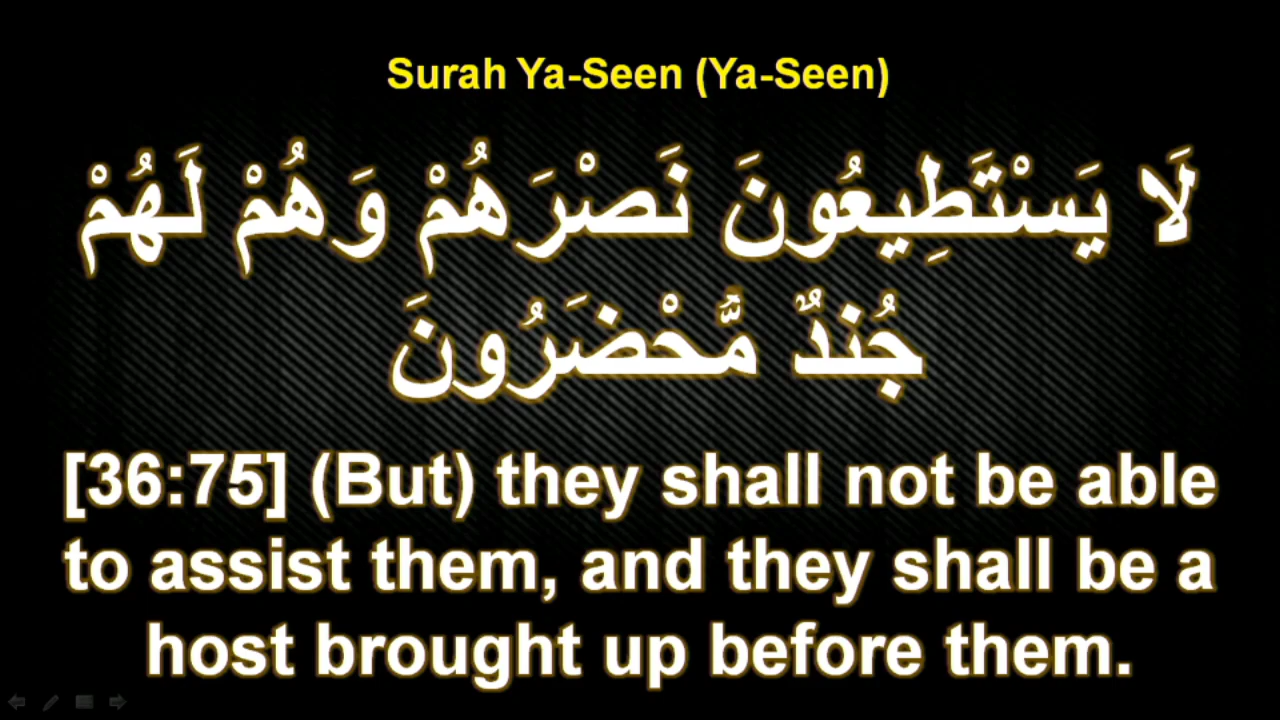 Surah Ya-Seen (Ya-Seen)
لَا يَسْتَطِيعُونَ نَصْرَهُمْ وَهُمْ لَهُمْ
جُندٌ مُّحْضَرُونَ
[36:75] (But) they shall not be able
to assist them, and they shall be a
host brought up before them.